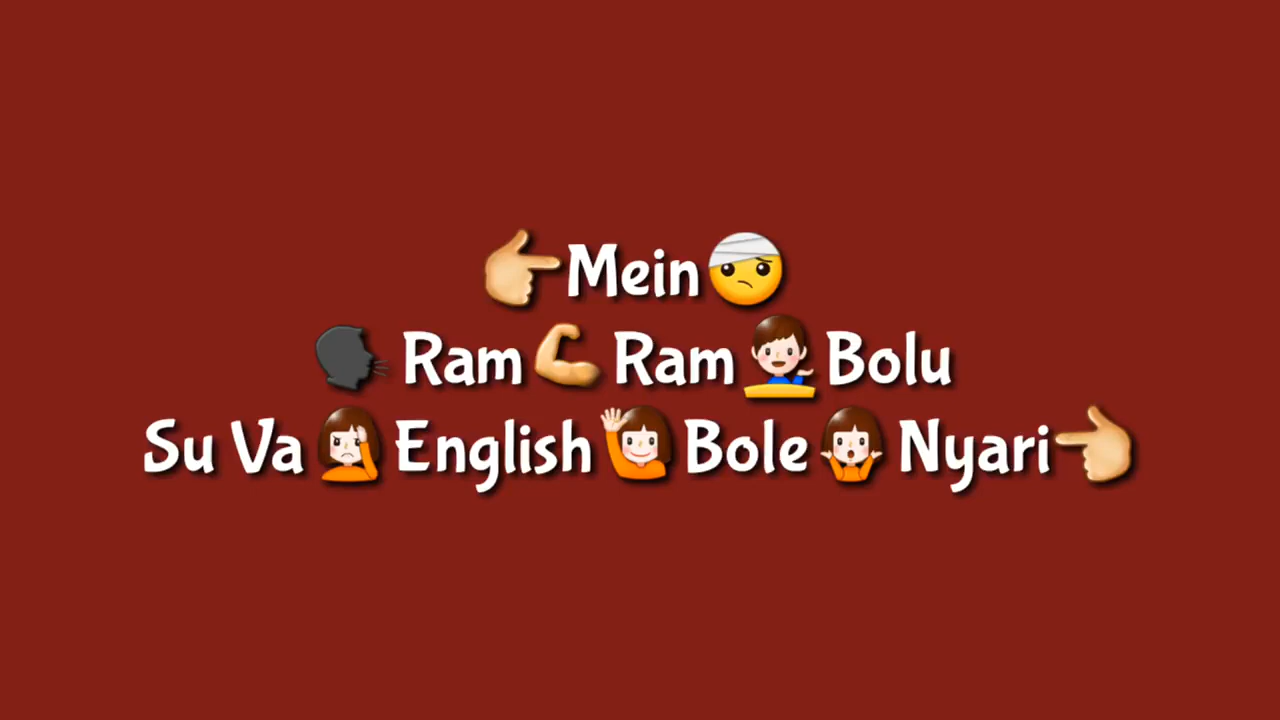 👉Mein🤕
🗣Ram💪Ram💁‍♂️Bolu
Su Va🤦‍♀️English🙋‍♀️Bole🤷‍♀️Nyari👈